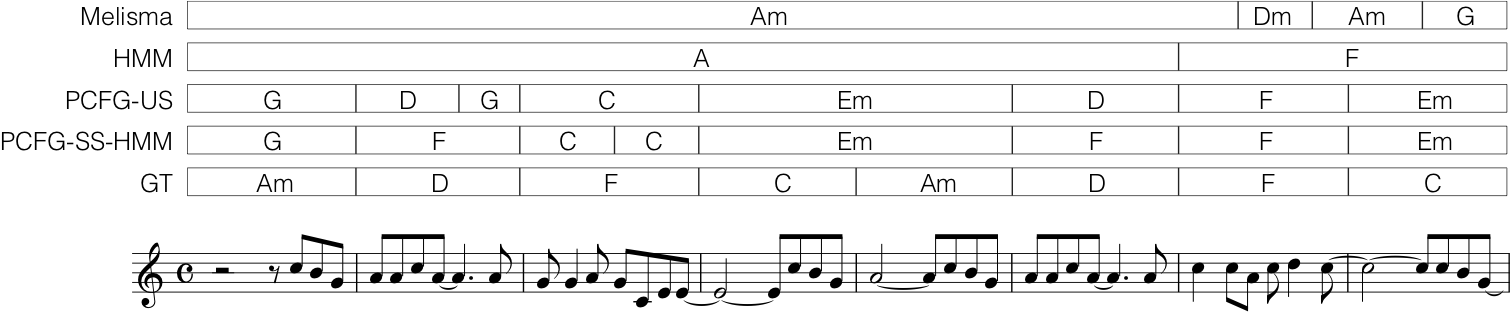 Melisma Am Dm Am G
HMM A F
PCFG-US G D G C Em D F Em
PCFG-SS-HMM G F C C Em F F Em
GT Am D F C Am D F C